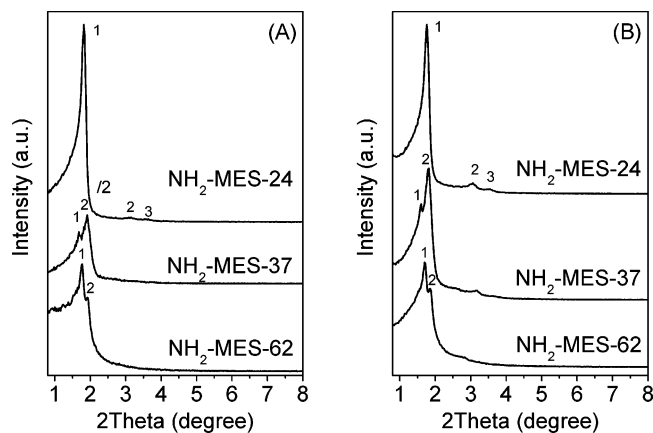 (A)
1
/2
NH2-MES-24
2 3
1 2
NH2-MES-37
1 2
NH2-MES-62
Intensity (a.u.)
1 2 3 4 5 6 7 8
2Theta (degree)
(B)
1
NH2-MES-24
2 3
1 2
NH2-MES-37
1 2
NH2-MES-62
Intensity (a.u.)
1 2 3 4 5 6 7 8
2Theta (degree)